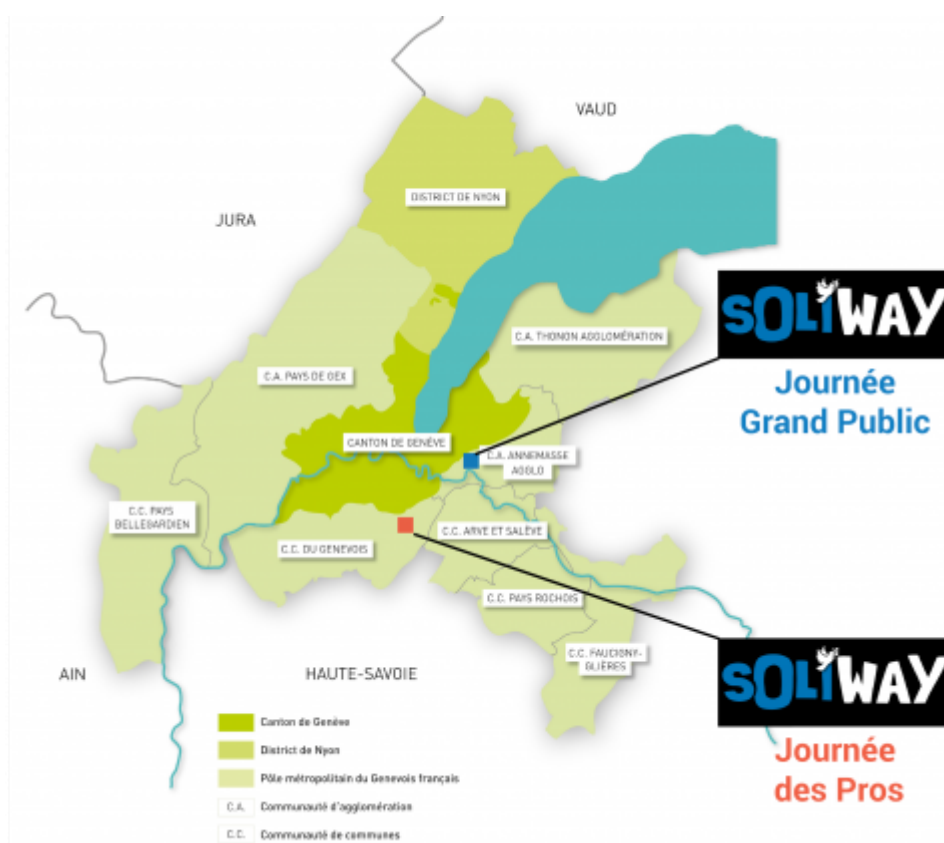 VAUD
DISTRICT DE NYON
JURA
SOLIWAY
Journée
Grand Public
C.A. THONON AGGLOMÉRATION
C.A. PAYS DE GEX
CANTON DE GENÈVE
C.A. ANNEMASSE
AGGLO
C.C. PAYS
BELLEGARDIEN
C.C. ARVE ET SALÈVE
C.C. DU GENEVOIS
C.C. PAYS ROCHOIS
C.C. FAUCIGNY-
GLIÈRES
AIN
HAUTE-SAVOIE
SOLIWAY
Journée
des Pros
Canton de Genève
District de Nyon
Pôle métropolitain du Genevois français
C.A. Communauté d'agglomération
C.C. Communauté de communes